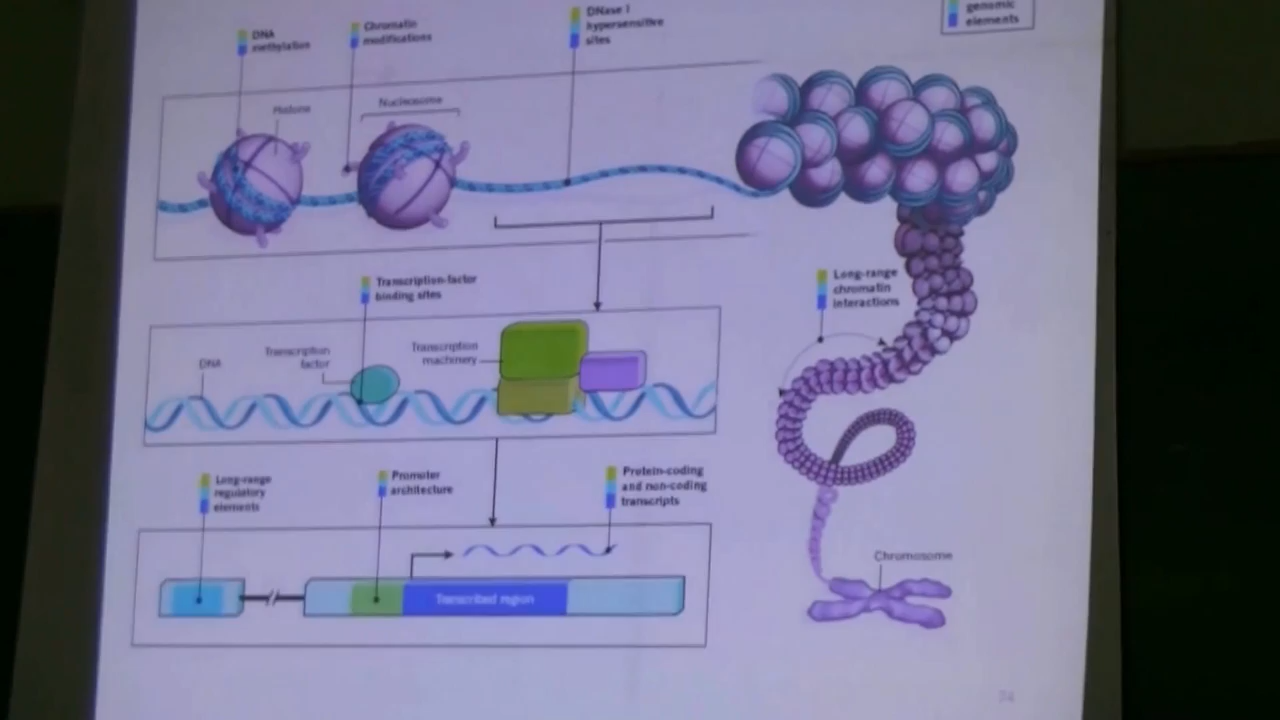 genomic
elements
DNA
methylation
Chromatin
modifications
DNase I
hypersensitive
sites
Histone
Nucleosome
Transcription-factor
binding sites
Long-range
chromatin
interactions
DNA
Transcription
factor
Transcription
machinery
Long-range
regulatory
elements
Promoter
architecture
Protein-coding
and non-coding
transcripts
Transcribed region
Chromosome